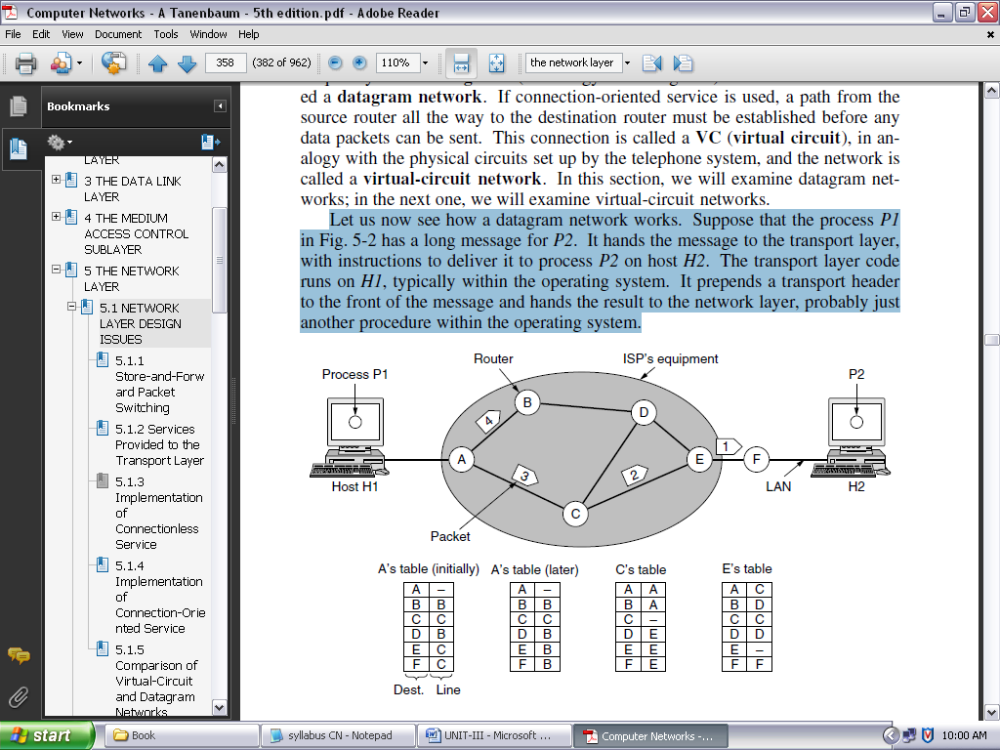 Computer Networks - A Tanenbaum - 5th edition.pdf - Adobe Reader
File Edit View Document Tools Window Help
358 (382 of 962) 110% the network layer
Bookmarks
LAYER
3 THE DATA LINK
LAYER
4 THE MEDIUM
ACCESS CONTROL
SUBLAYER
5 THE NETWORK
LAYER
5.1 NETWORK
LAYER DESIGN
ISSUES
5.1.1
Store-and-Forw
ard Packet
Switching
5.1.2 Services
Provided to the
Transport Layer
5.1.3
Implementation
of
Connectionless
Service
5.1.4
Implementation
of
Connection-Orie
nted Service
5.1.5
Comparison of
Virtual-Circuit
and Datagram
Networks
ed a datagram network. If connection-oriented service is used, a path from the
source router all the way to the destination router must be established before any
data packets can be sent. This connection is called a VC (virtual circuit), in an-
alogy with the physical circuits set up by the telephone system, and the network is
called a virtual-circuit network. In this section, we will examine datagram net-
works; in the next one, we will examine virtual-circuit networks.
Let us now see how a datagram network works. Suppose that the process P1
in Fig. 5-2 has a long message for P2. It hands the message to the transport layer,
with instructions to deliver it to process P2 on host H2. The transport layer code
runs on H1, typically within the operating system. It prepends a transport header
to the front of the message and hands the result to the network layer, probably just
another procedure within the operating system.
Router ISP's equipment
Process P1 P2
B D
4
A E 1 F
3 2
Host H1 LAN H2
C
Packet
A's table (initially) A's table (later) C's table E's table
A – A – A A A C
B B B B B A B D
C C C C C – C C
D B D B D E D D
E C E B E E E –
F C F B F E F F
Dest. Line
start Book syllabus CN - Notepad UNIT-III - Microsoft ... Computer Networks -... 10:00 AM